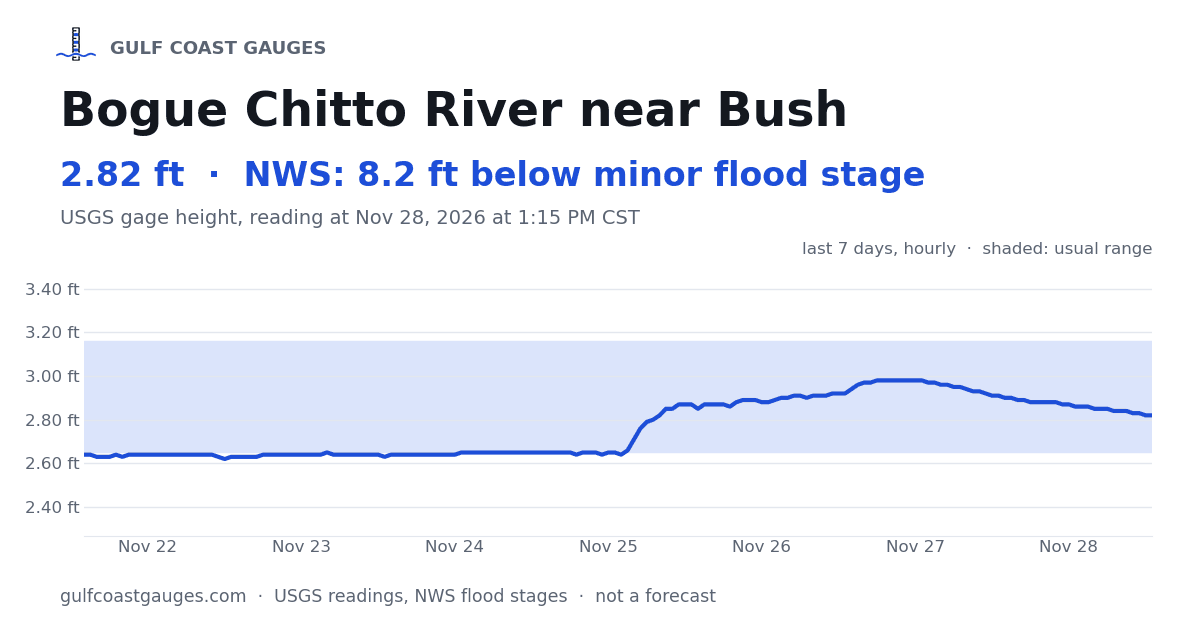 GULF COAST GAUGES
Bogue Chitto River near Bush
2.82 ft · NWS: 8.2 ft below minor flood stage
USGS gage height, reading at Nov 28, 2026 at 1:15 PM CST
last 7 days, hourly · shaded: usual range
3.40 ft
3.20 ft
3.00 ft
2.80 ft
2.60 ft
2.40 ft
Nov 22 Nov 23 Nov 24 Nov 25 Nov 26 Nov 27 Nov 28
gulfcoastgauges.com · USGS readings, NWS flood stages · not a forecast